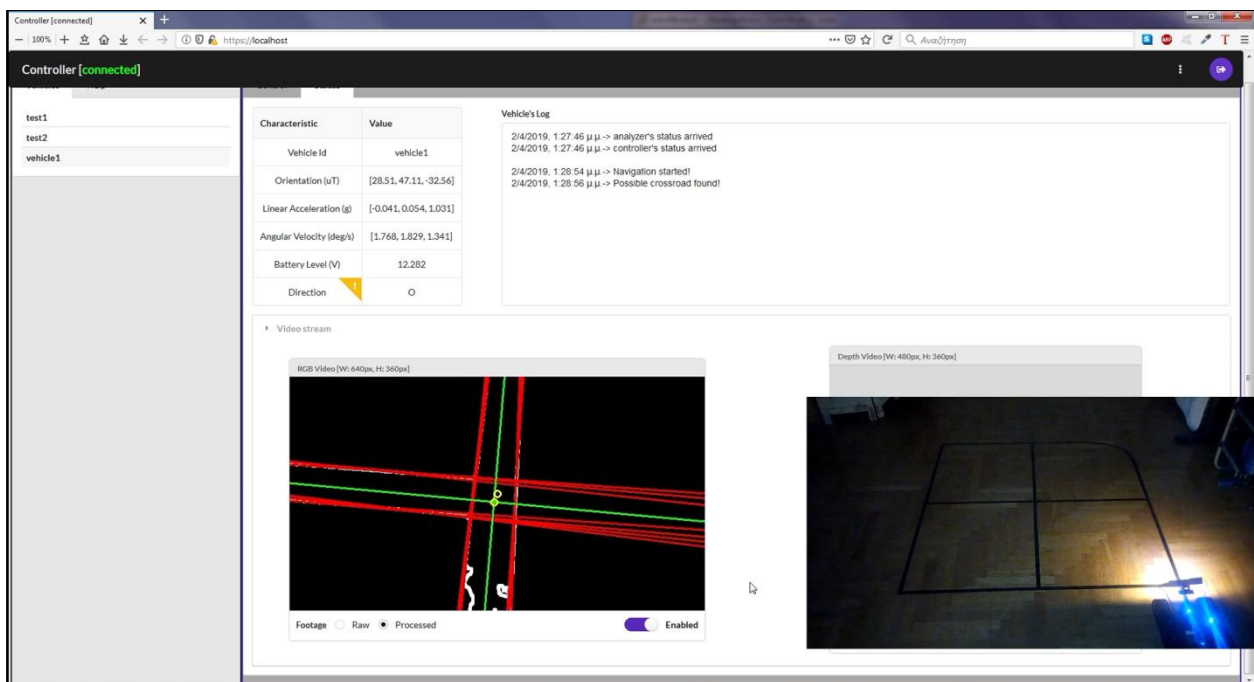 Controller [connected]
100%
https://localhost
Αναζήτηση
Controller [connected]
test1
test2
vehicle1
Characteristic Value
Vehicle Id vehicle1
Orientation (uT) [28.51, 47.11, -32.56]
Linear Acceleration (g) [-0.041, 0.054, 1.031]
Angular Velocity (deg/s) [1.768, 1.829, 1.341]
Battery Level (V) 12.282
Direction O
Vehicle's Log
2/4/2019, 1:27:46 μ.μ.-> analyzer's status arrived
2/4/2019, 1:27:46 μ.μ.-> controller's status arrived
2/4/2019, 1:28:54 μ.μ.-> Navigation started!
2/4/2019, 1:28:56 μ.μ.-> Possible crossroad found!
Video stream
RGB Video [W: 640px, H: 360px]
Depth Video [W: 480px, H: 360px]
Footage Raw Processed Enabled